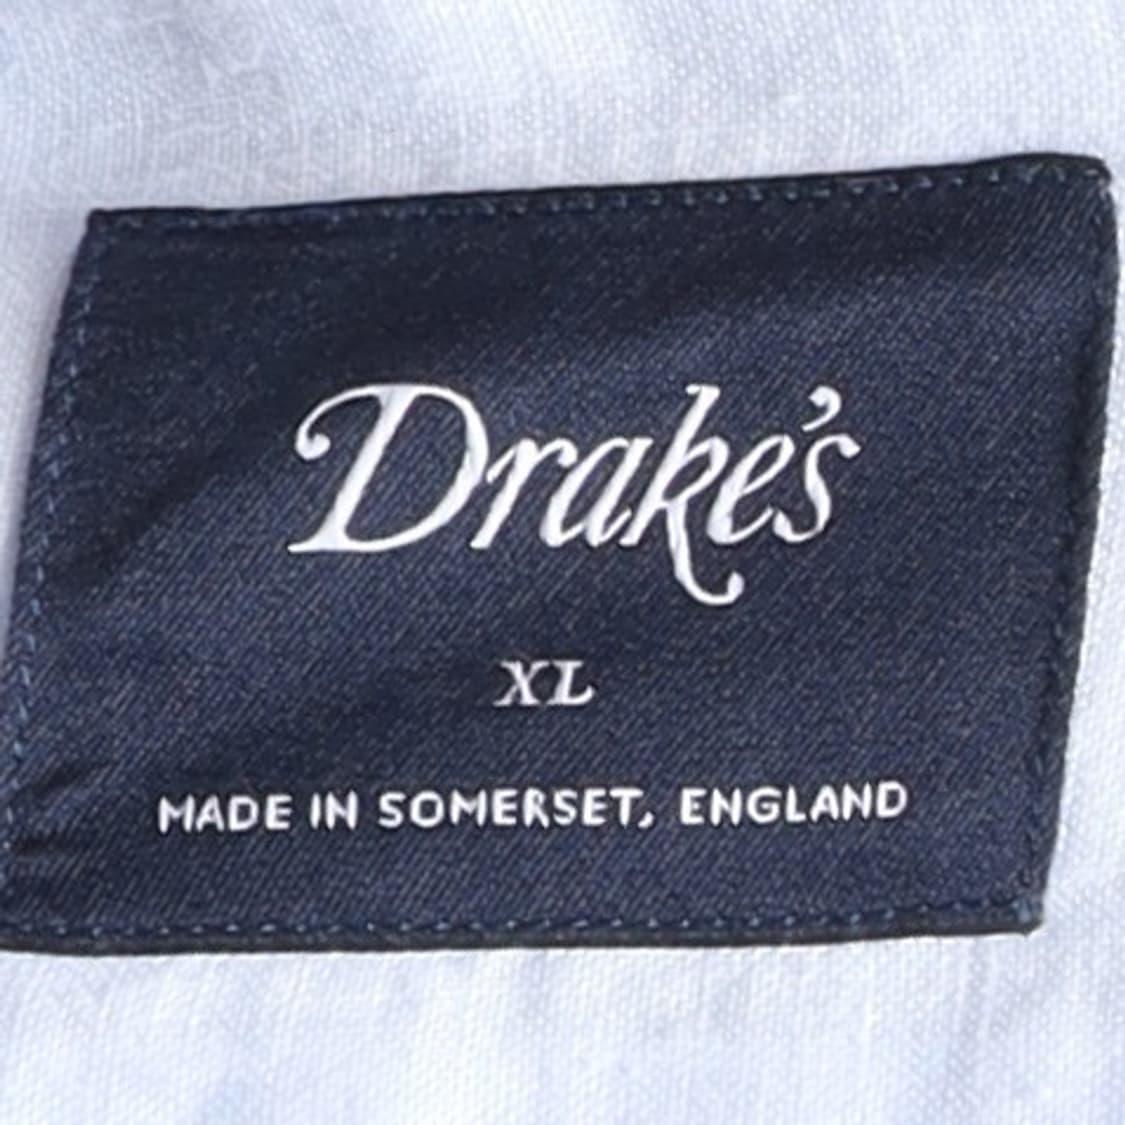 Drake's
XL
MADE IN SOMERSET, ENGLAND